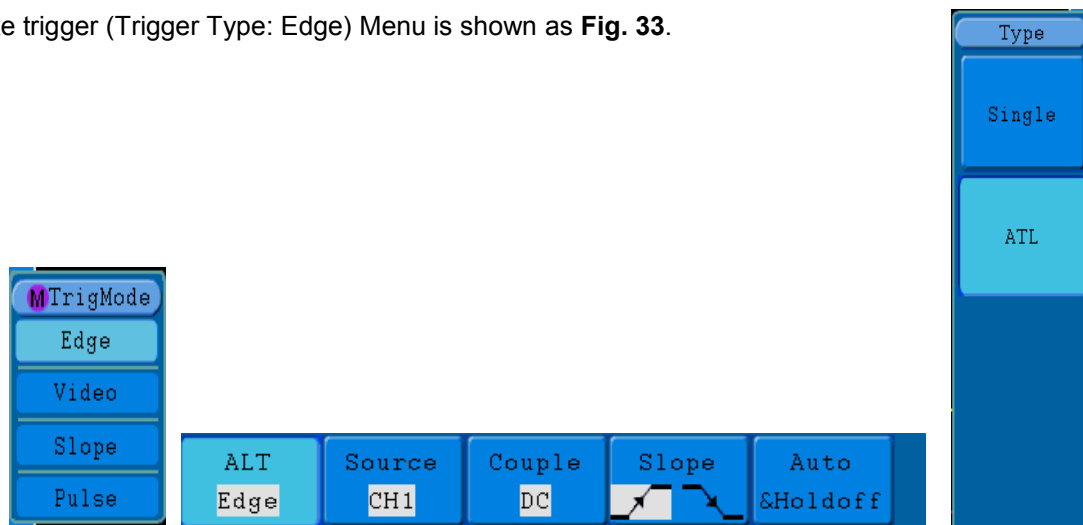 e trigger (Trigger Type: Edge) Menu is shown as Fig. 33.
Type
Single
ATL
M TrigMode
Edge
Video
Slope
Pulse
ALT Source Couple Slope Auto
Edge CH1 DC &Holdoff